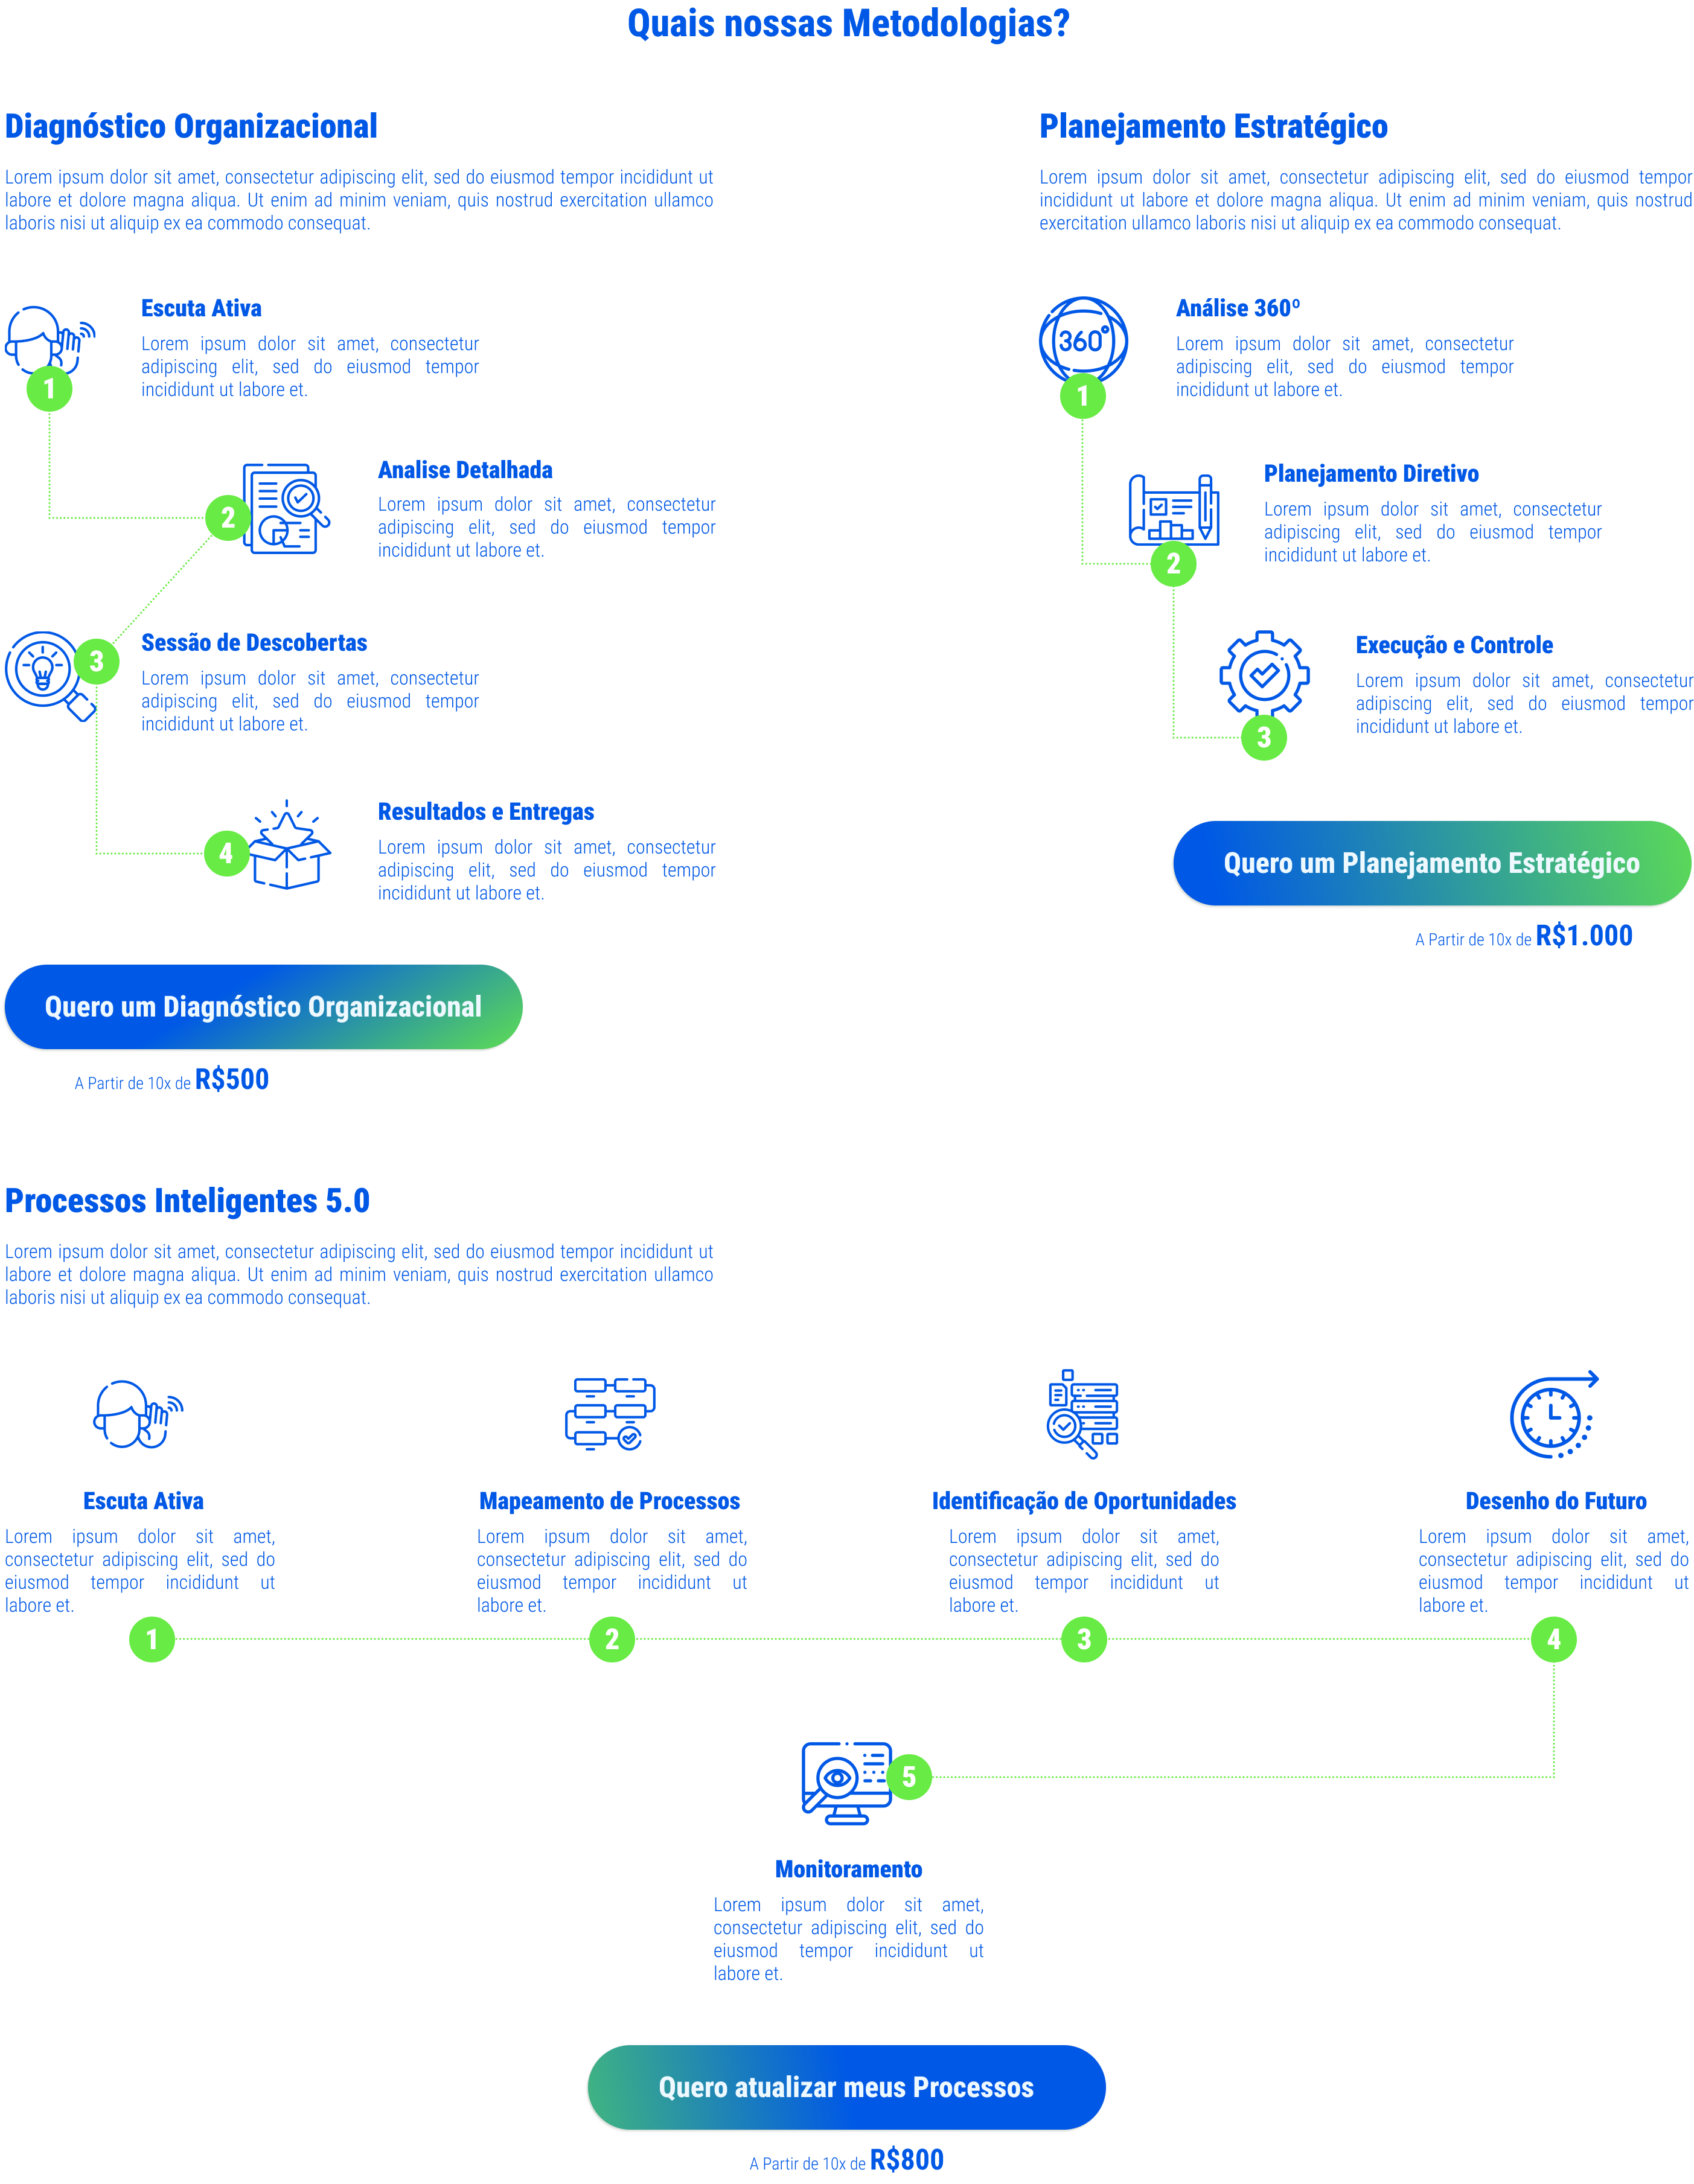 Quais nossas Metodologias?
Diagnóstico Organizacional
Lorem ipsum dolor sit amet, consectetur adipiscing elit, sed do eiusmod tempor incididunt ut
labore et dolore magna aliqua. Ut enim ad minim veniam, quis nostrud exercitation ullamco
laboris nisi ut aliquip ex ea commodo consequat.
Escuta Ativa
Lorem ipsum dolor sit amet, consectetur
adipiscing elit, sed do eiusmod tempor
incididunt ut labore et.
1
Analise Detalhada
Lorem ipsum dolor sit amet, consectetur
adipiscing elit, sed do eiusmod tempor
incididunt ut labore et.
2
Sessão de Descobertas
Lorem ipsum dolor sit amet, consectetur
adipiscing elit, sed do eiusmod tempor
incididunt ut labore et.
3
Resultados e Entregas
Lorem ipsum dolor sit amet, consectetur
adipiscing elit, sed do eiusmod tempor
incididunt ut labore et.
4
Quero um Diagnóstico Organizacional
A Partir de 10x de R$500
Planejamento Estratégico
Lorem ipsum dolor sit amet, consectetur adipiscing elit, sed do eiusmod tempor
incididunt ut labore et dolore magna aliqua. Ut enim ad minim veniam, quis nostrud
exercitation ullamco laboris nisi ut aliquip ex ea commodo consequat.
360°
Análise 360º
Lorem ipsum dolor sit amet, consectetur
adipiscing elit, sed do eiusmod tempor
incididunt ut labore et.
1
Planejamento Diretivo
Lorem ipsum dolor sit amet, consectetur
adipiscing elit, sed do eiusmod tempor
incididunt ut labore et.
2
Execução e Controle
Lorem ipsum dolor sit amet, consectetur
adipiscing elit, sed do eiusmod tempor
incididunt ut labore et.
3
Quero um Planejamento Estratégico
A Partir de 10x de R$1.000
Processos Inteligentes 5.0
Lorem ipsum dolor sit amet, consectetur adipiscing elit, sed do eiusmod tempor incididunt ut
labore et dolore magna aliqua. Ut enim ad minim veniam, quis nostrud exercitation ullamco
laboris nisi ut aliquip ex ea commodo consequat.
Escuta Ativa
Lorem ipsum dolor sit amet,
consectetur adipiscing elit, sed do
eiusmod tempor incididunt ut
labore et.
1
Mapeamento de Processos
Lorem ipsum dolor sit amet,
consectetur adipiscing elit, sed do
eiusmod tempor incididunt ut
labore et.
2
Identificação de Oportunidades
Lorem ipsum dolor sit amet,
consectetur adipiscing elit, sed do
eiusmod tempor incididunt ut
labore et.
3
Desenho do Futuro
Lorem ipsum dolor sit amet,
consectetur adipiscing elit, sed do
eiusmod tempor incididunt ut
labore et.
4
5
Monitoramento
Lorem ipsum dolor sit amet,
consectetur adipiscing elit, sed do
eiusmod tempor incididunt ut
labore et.
Quero atualizar meus Processos
A Partir de 10x de R$800